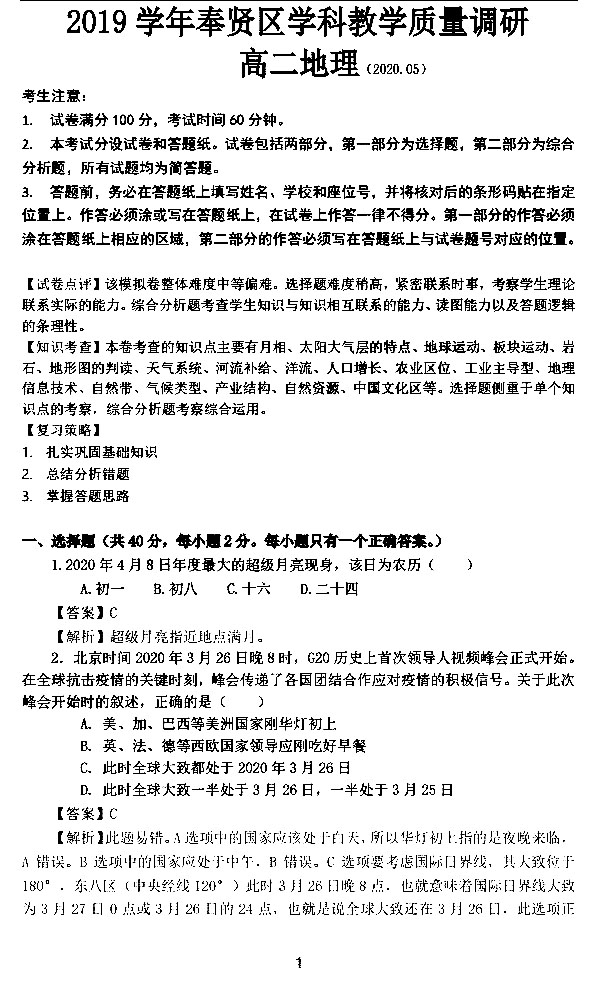 2019 学年奉贤区学科教学质量调研
高二地理（2020.05）
考生注意：
1. 试卷满分 100 分，考试时间 60 分钟。
2. 本考试分设试卷和答题纸。试卷包括两部分，第一部分为选择题，第二部分为综合
分析题，所有试题均为简答题。
3. 答题前，务必在答题纸上填写姓名、学校和座位号，并将核对后的条形码贴在指定
位置上。作答必须涂或写在答题纸上，在试卷上作答一律不得分。第一部分的作答必须
涂在答题纸上相应的区域，第二部分的作答必须写在答题纸上与试卷题号对应的位置。
【试卷点评】该模拟卷整体难度中等偏难。选择题难度稍高，紧密联系时事，考察学生理论
联系实际的能力。综合分析题考查学生知识与知识相互联系的能力、读图能力以及答题逻辑
的条理性。
【知识考查】本卷考查的知识点主要有月相、太阳大气层的特点、地球运动、板块运动、岩
石、地形图的判读、天气系统、河流补给、洋流、人口增长、农业区位、工业主导型、地理
信息技术、自然带、气候类型、产业结构、自然资源、中国文化区等。选择题侧重于单个知
识点的考察，综合分析题考察综合运用。
【复习策略】
1. 扎实巩固基础知识
2. 总结分析错题
3. 掌握答题思路
一、选择题（共 40 分，每小题 2 分。每小题只有一个正确答案。）
1.2020 年 4 月 8 日年度最大的超级月亮现身，该日为农历（ ）
A.初一 B.初八 C.十六 D.二十四
【答案】C
【解析】超级月亮指近地点满月。
2．北京时间 2020 年 3 月 26 日晚 8 时，G20 历史上首次领导人视频峰会正式开始。
在全球抗击疫情的关键时刻，峰会传递了各国团结合作应对疫情的积极信号。关于此次
峰会开始时的叙述，正确的是（ ）
A. 美、加、巴西等美洲国家刚华灯初上
B. 英、法、德等西欧国家领导应刚吃好早餐
C. 此时全球大致都处于 2020 年 3 月 26 日
D. 此时全球大致一半处于 3 月 26 日，一半处于 3 月 25 日
【答案】C
【解析】此题易错。A 选项中的国家应该处于白天，所以华灯初上指的是夜晚来临，
A 错误。B 选项中的国家应处于中午，B 错误。C 选项要考虑国际日界线，其大致位于
180°，东八区（中央经线 120°）此时 3 月 26 日晚 8 点，也就意味着国际日界线大致
为 3 月 27 日 0 点或 3 月 26 日的 24 点，也就是说全球大致还在 3 月 26 日，此选项正
1